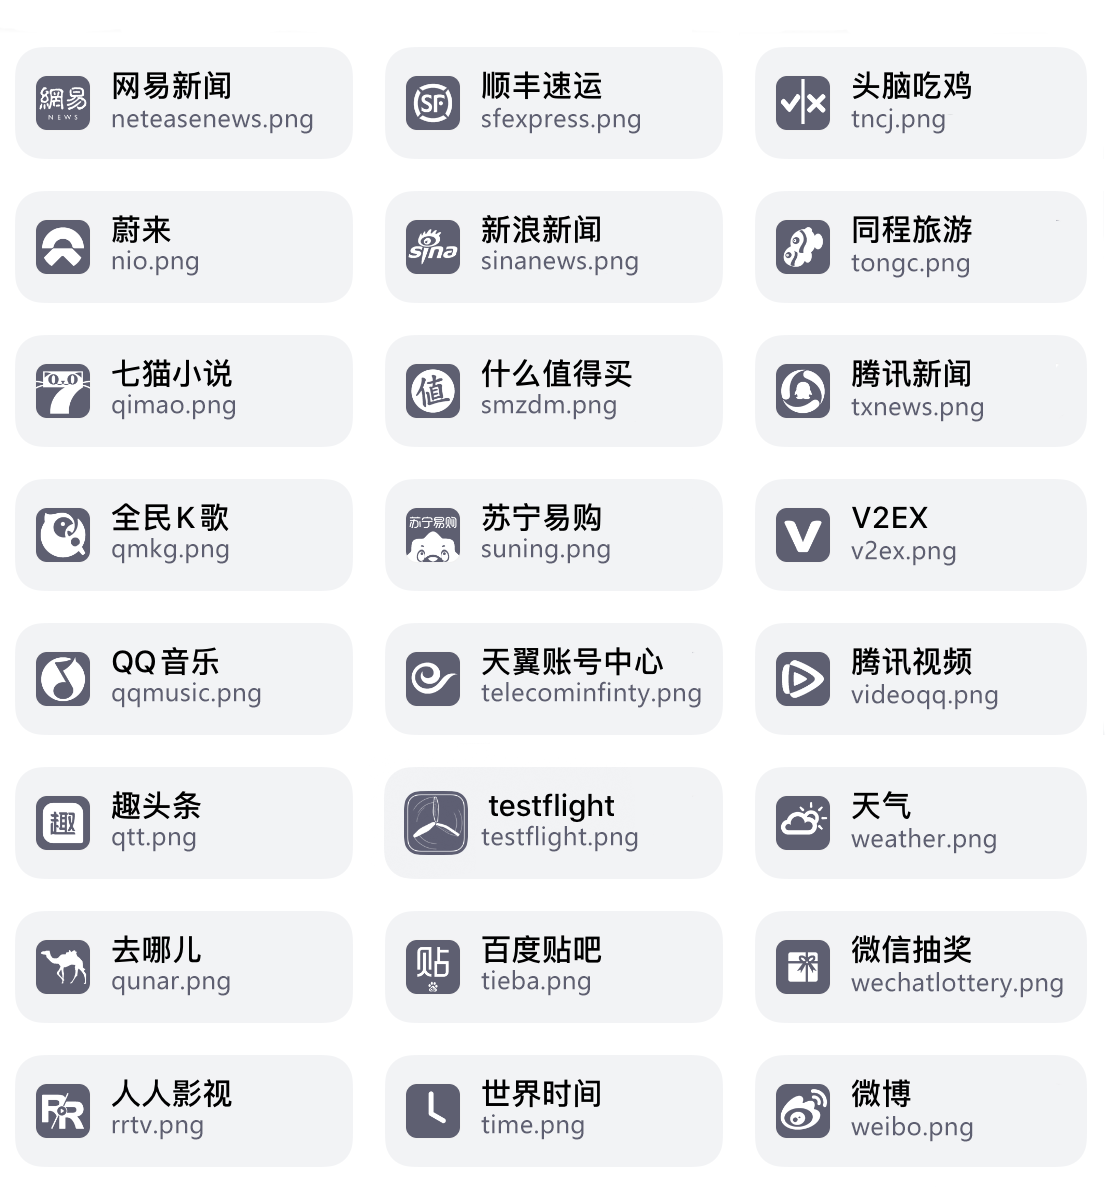 網易
NEWS
网易新闻
neteasenews.png
SF
顺丰速运
sfexpress.png
头脑吃鸡
tncj.png
蔚来
nio.png
sina
新浪新闻
sinanews.png
同程旅游
tongc.png
七猫小说
qimao.png
值
什么值得买
smzdm.png
腾讯新闻
txnews.png
全民K歌
qmkg.png
苏宁易购
苏宁易购
suning.png
V
V2EX
v2ex.png
QQ音乐
qqmusic.png
天翼账号中心
telecominfinty.png
腾讯视频
videoqq.png
趣
趣头条
qtt.png
testflight
testflight.png
天气
weather.png
去哪儿
qunar.png
贴
百度贴吧
tieba.png
微信抽奖
wechatlottery.png
RR
人人影视
rrtv.png
世界时间
time.png
微博
weibo.png